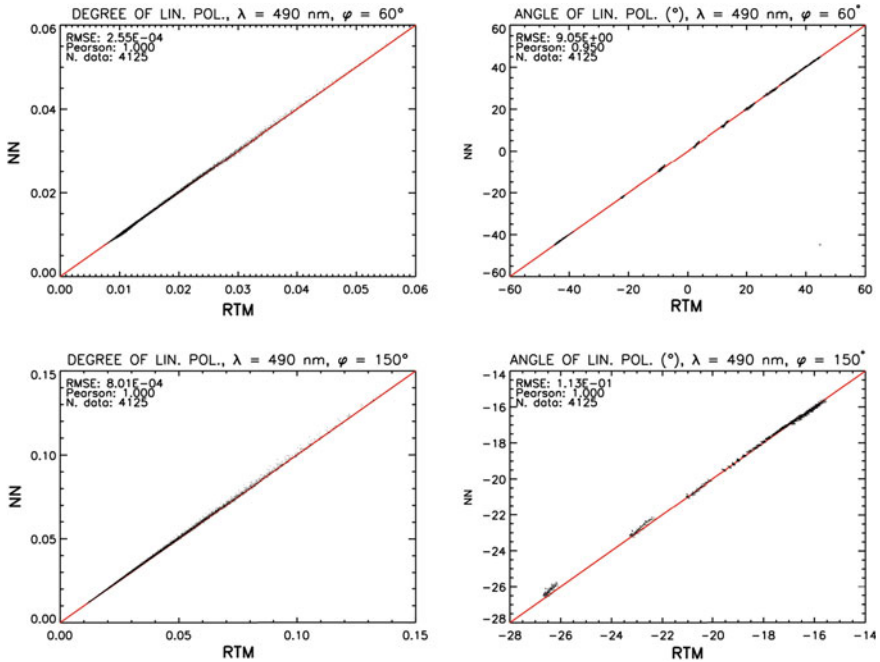 DEGREE OF LIN. POL., λ = 490 nm, φ = 60°
RMSE: 2.55E-04
Pearson: 1.000
N. data: 4125
0.06
0.04
0.02
0.00
NN
0.00 0.01 0.02 0.03 0.04 0.05 0.06
RTM
ANGLE OF LIN. POL. (°), λ = 490 nm, φ = 60°
RMSE: 9.05E+00
Pearson: 0.950
N. data: 4125
60
40
20
0
-20
-40
-60
NN
-60 -40 -20 0 20 40 60
RTM
DEGREE OF LIN. POL., λ = 490 nm, φ = 150°
RMSE: 8.01E-04
Pearson: 1.000
N. data: 4125
0.15
0.10
0.05
0.00
NN
0.00 0.05 0.10 0.15
RTM
ANGLE OF LIN. POL. (°), λ = 490 nm, φ = 150°
RMSE: 1.13E-01
Pearson: 1.000
N. data: 4125
-14
-16
-18
-20
-22
-24
-26
-28
NN
-28 -26 -24 -22 -20 -18 -16 -14
RTM